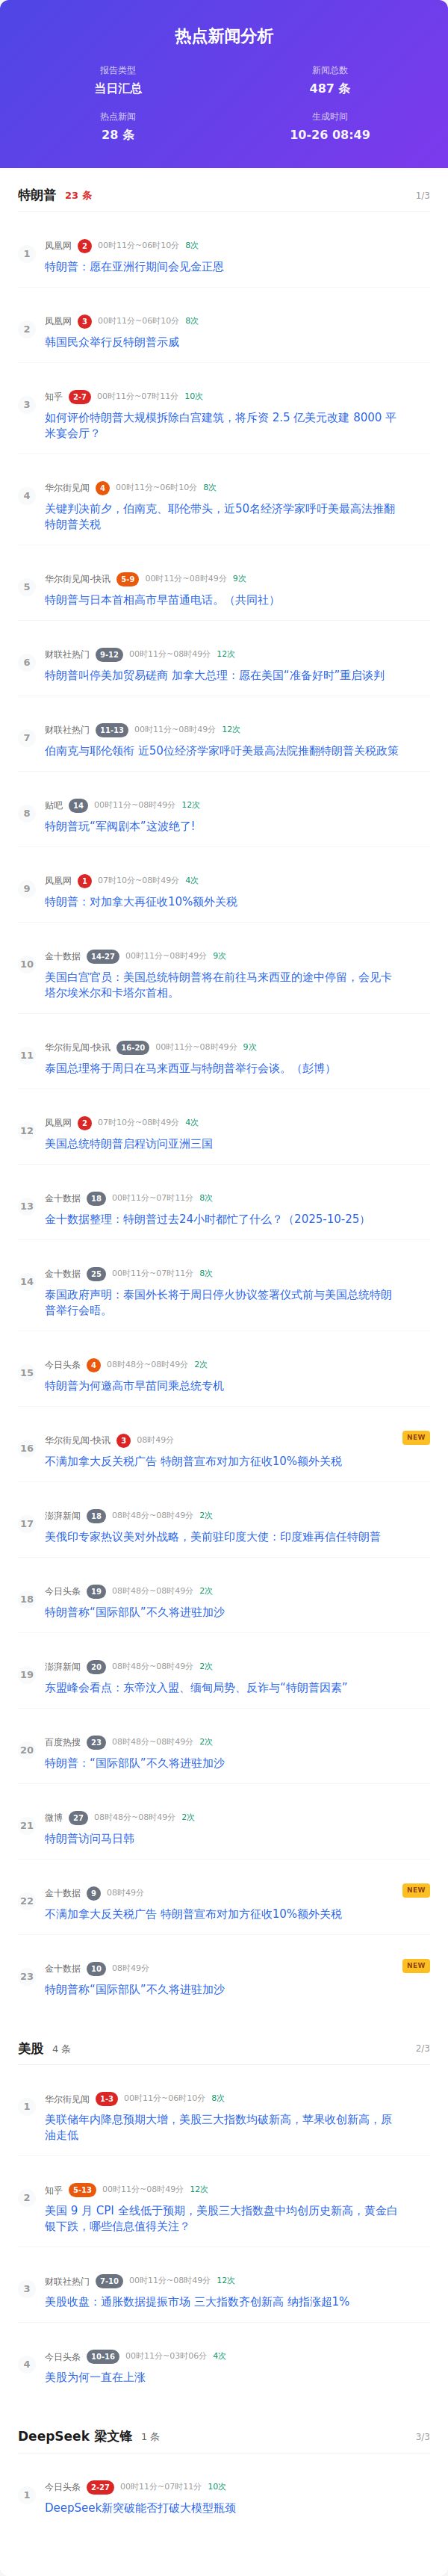 热点新闻分析
报告类型
当日汇总
新闻总数
487 条
热点新闻
28 条
生成时间
10-26 08:49
特朗普 23 条 1/3
1
凤凰网 2 00时11分~06时10分 8次
特朗普：愿在亚洲行期间会见金正恩
2
凤凰网 3 00时11分~06时10分 8次
韩国民众举行反特朗普示威
3
知乎 2-7 00时11分~07时11分 10次
如何评价特朗普大规模拆除白宫建筑，将斥资 2.5 亿美元改建 8000 平
米宴会厅？
4
华尔街见闻 4 00时11分~06时10分 8次
关键判决前夕，伯南克、耶伦带头，近50名经济学家呼吁美最高法推翻
特朗普关税
5
华尔街见闻-快讯 5-9 00时11分~08时49分 9次
特朗普与日本首相高市早苗通电话。（共同社）
6
财联社热门 9-12 00时11分~08时49分 12次
特朗普叫停美加贸易磋商 加拿大总理：愿在美国“准备好时”重启谈判
7
财联社热门 11-13 00时11分~08时49分 12次
伯南克与耶伦领衔 近50位经济学家呼吁美最高法院推翻特朗普关税政策
8
贴吧 14 00时11分~08时49分 12次
特朗普玩“军阀剧本”这波绝了!
9
凤凰网 1 07时10分~08时49分 4次
特朗普：对加拿大再征收10%额外关税
10
金十数据 14-27 00时11分~08时49分 9次
美国白宫官员：美国总统特朗普将在前往马来西亚的途中停留，会见卡
塔尔埃米尔和卡塔尔首相。
11
华尔街见闻-快讯 16-20 00时11分~08时49分 9次
泰国总理将于周日在马来西亚与特朗普举行会谈。（彭博）
12
凤凰网 2 07时10分~08时49分 4次
美国总统特朗普启程访问亚洲三国
13
金十数据 18 00时11分~07时11分 8次
金十数据整理：特朗普过去24小时都忙了什么？（2025-10-25）
14
金十数据 25 00时11分~07时11分 8次
泰国政府声明：泰国外长将于周日停火协议签署仪式前与美国总统特朗
普举行会晤。
15
今日头条 4 08时48分~08时49分 2次
特朗普为何邀高市早苗同乘总统专机
16
华尔街见闻-快讯 3 08时49分 NEW
不满加拿大反关税广告 特朗普宣布对加方征收10%额外关税
17
澎湃新闻 18 08时48分~08时49分 2次
美俄印专家热议美对外战略，美前驻印度大使：印度难再信任特朗普
18
今日头条 19 08时48分~08时49分 2次
特朗普称“国际部队”不久将进驻加沙
19
澎湃新闻 20 08时48分~08时49分 2次
东盟峰会看点：东帝汶入盟、缅甸局势、反诈与“特朗普因素”
20
百度热搜 23 08时48分~08时49分 2次
特朗普：“国际部队”不久将进驻加沙
21
微博 27 08时48分~08时49分 2次
特朗普访问马日韩
22
金十数据 9 08时49分 NEW
不满加拿大反关税广告 特朗普宣布对加方征收10%额外关税
23
金十数据 10 08时49分 NEW
特朗普称“国际部队”不久将进驻加沙
美股 4 条 2/3
1
华尔街见闻 1-3 00时11分~06时10分 8次
美联储年内降息预期大增，美股三大指数均破新高，苹果收创新高，原
油走低
2
知乎 5-13 00时11分~08时49分 12次
美国 9 月 CPI 全线低于预期，美股三大指数盘中均创历史新高，黄金白
银下跌，哪些信息值得关注？
3
财联社热门 7-10 00时11分~08时49分 12次
美股收盘：通胀数据提振市场 三大指数齐创新高 纳指涨超1%
4
今日头条 10-16 00时11分~03时06分 4次
美股为何一直在上涨
DeepSeek 梁文锋 1 条 3/3
1
今日头条 2-27 00时11分~07时11分 10次
DeepSeek新突破能否打破大模型瓶颈